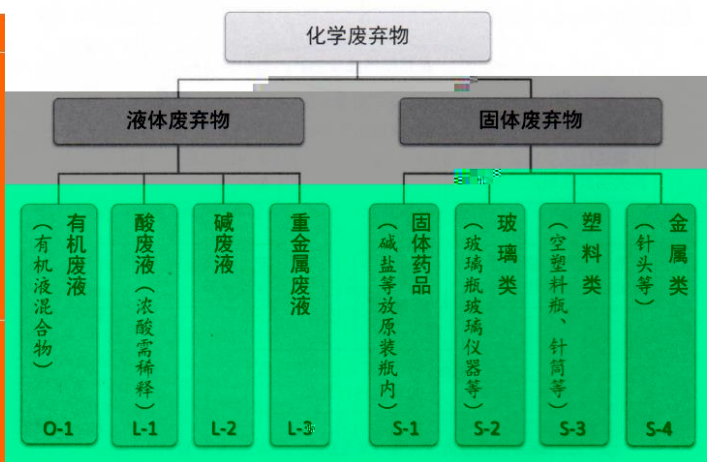 化学废弃物
液体废弃物
固体废弃物
有机废液
(有机液混合物)
O-1
酸废液
(浓酸需稀释)
L-1
碱废液
L-2
重金属废液
L-3
固体药品
(碱盐等放原装瓶内)
S-1
玻璃类
(玻璃瓶玻璃仪器等)
S-2
塑料类
(空塑料瓶、针筒等)
S-3
金属类
(针头等)
S-4